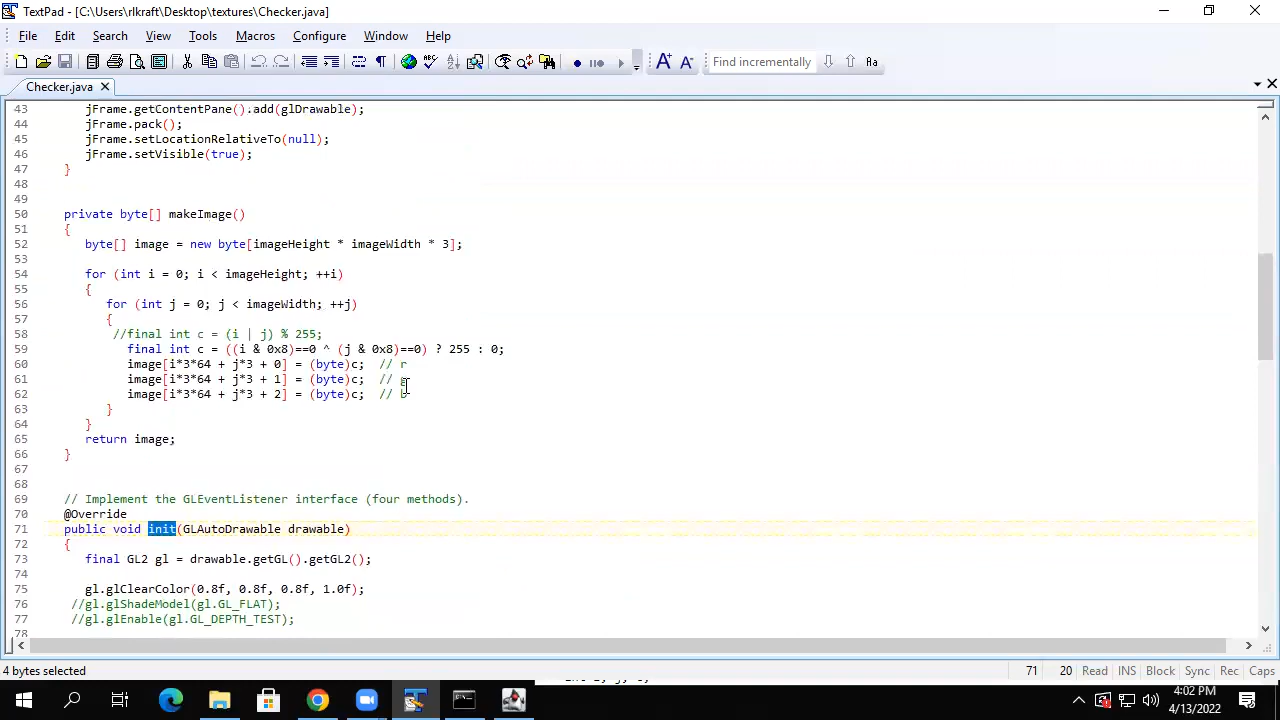 TextPad - [C:\Users\rlkraft\Desktop\textures\Checker.java]
File Edit Search View Tools Macros Configure Window Help
Find incrementally Aa
Checker.java
43 jFrame.getContentPane().add(glDrawable);
44 jFrame.pack();
45 jFrame.setLocationRelativeTo(null);
46 jFrame.setVisible(true);
47 }
48
49
50 private byte[] makeImage()
51 {
52 byte[] image = new byte[imageHeight * imageWidth * 3];
53
54 for (int i = 0; i < imageHeight; ++i)
55 {
56 for (int j = 0; j < imageWidth; ++j)
57 {
58 //final int c = (i | j) % 255;
59 final int c = ((i & 0x8)==0 ^ (j & 0x8)==0) ? 255 : 0;
60 image[i*3*64 + j*3 + 0] = (byte)c; // r
61 image[i*3*64 + j*3 + 1] = (byte)c; // g
62 image[i*3*64 + j*3 + 2] = (byte)c; // b
63 }
64 }
65 return image;
66 }
67
68
69 // Implement the GLEventListener interface (four methods).
70 @Override
71 public void init(GLAutoDrawable drawable)
72 {
73 final GL2 gl = drawable.getGL().getGL2();
74
75 gl.glClearColor(0.8f, 0.8f, 0.8f, 1.0f);
76 //gl.glShadeModel(gl.GL_FLAT);
77 //gl.glEnable(gl.GL_DEPTH_TEST);
78
4 bytes selected 71 20 Read INS Block Sync Rec Caps
4:02 PM
4/13/2022